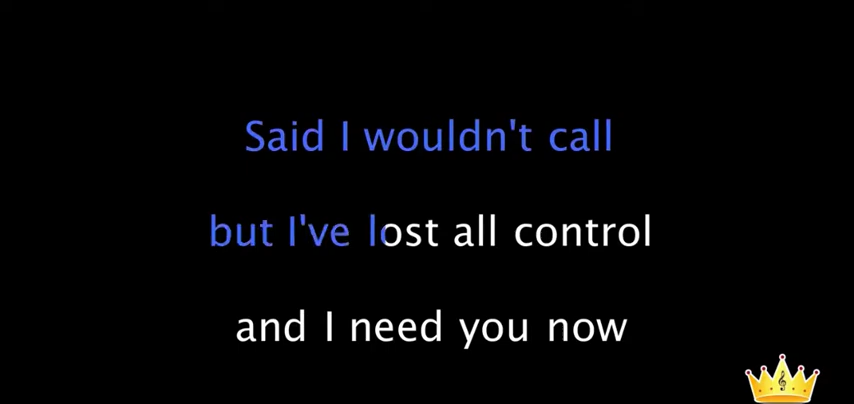 Said I wouldn't call
but I've lost all control
and I need you now